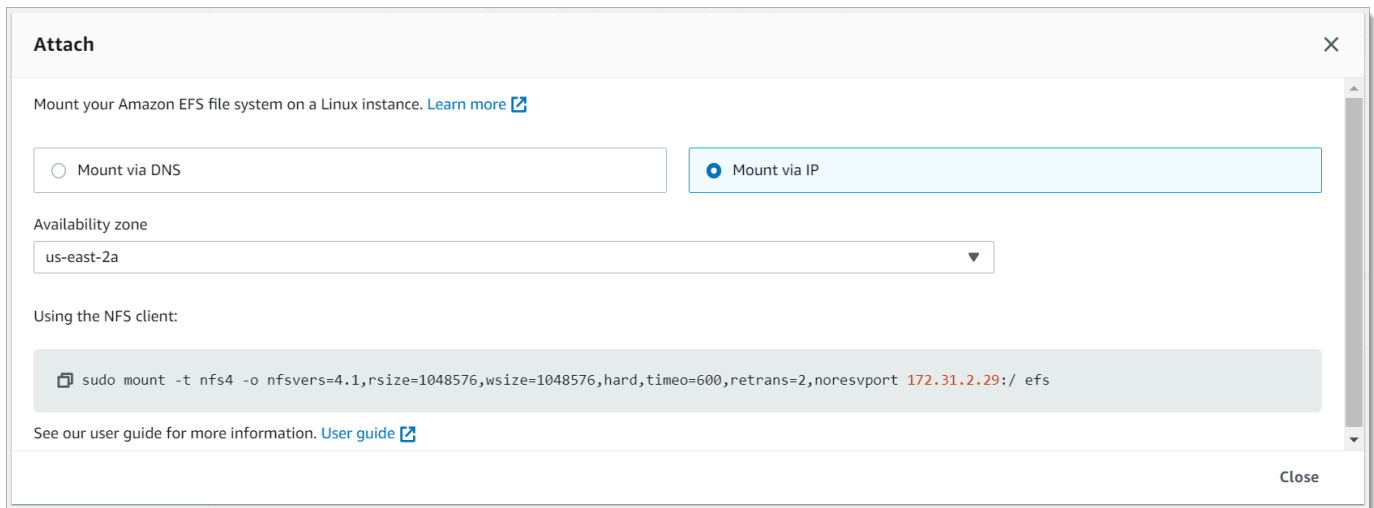 Attach
Mount your Amazon EFS file system on a Linux instance. Learn more
Mount via DNS
Mount via IP
Availability zone
us-east-2a
Using the NFS client:
sudo mount -t nfs4 -o nfsvers=4.1,rsize=1048576,wsize=1048576,hard,timeo=600,retrans=2,noresvport 172.31.2.29:/ efs
See our user guide for more information. User guide
Close